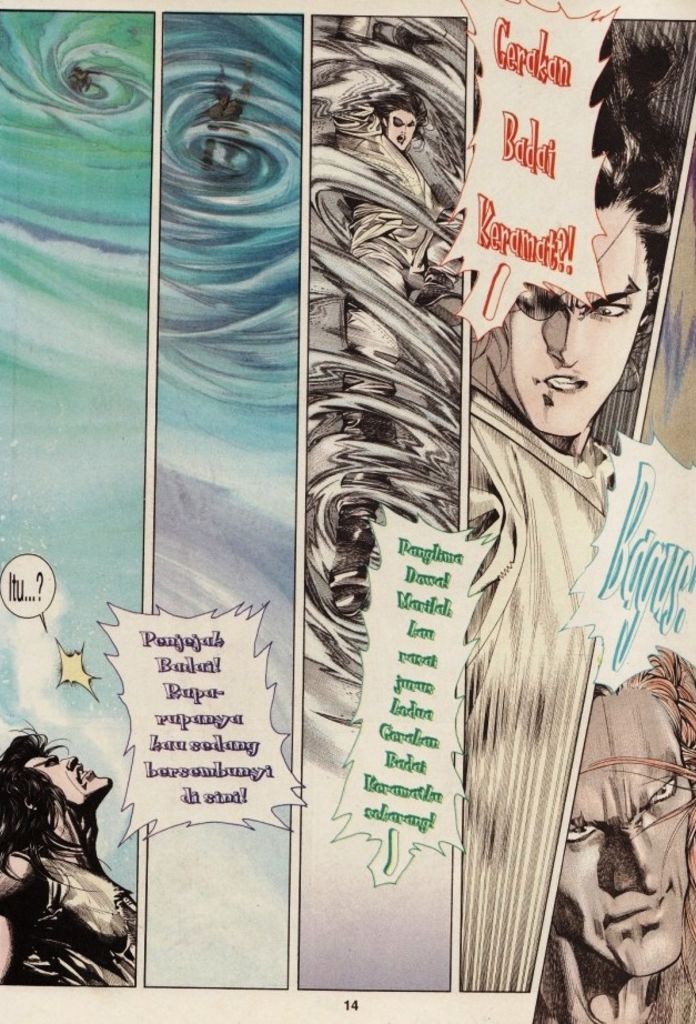 Itu...?
Penjejak
Badai!
Rupa-
rupanya
kau sedang
bersembunyi
di sini!
Panglima
Dewa!
Marilah
kau
rasai
jurus
kedua
Gerakan
Badai
Keramatku
sekarang!
Gerakan
Badai
Keramat?!
Bagus!
14